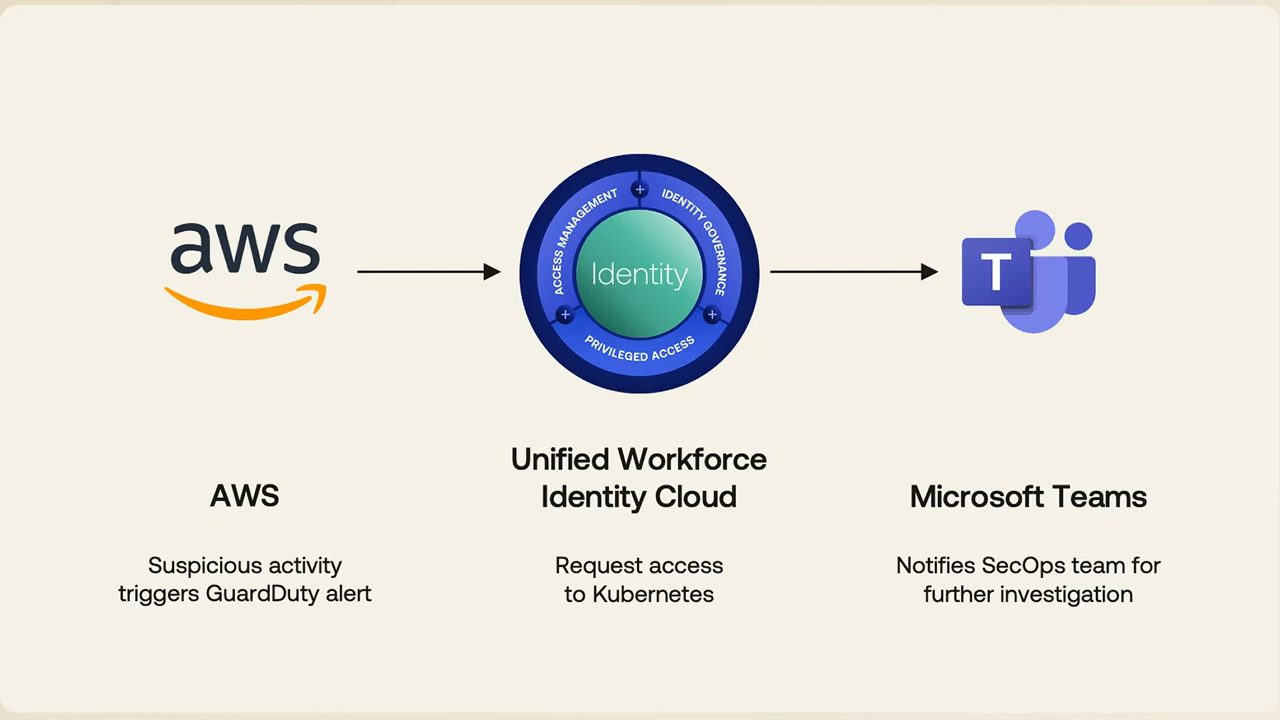 aws
ACCESS MANAGEMENT
IDENTITY GOVERNANCE
PRIVILEGED ACCESS
Identity
T
AWS
Suspicious activity
triggers GuardDuty alert
Unified Workforce
Identity Cloud
Request access
to Kubernetes
Microsoft Teams
Notifies SecOps team for
further investigation